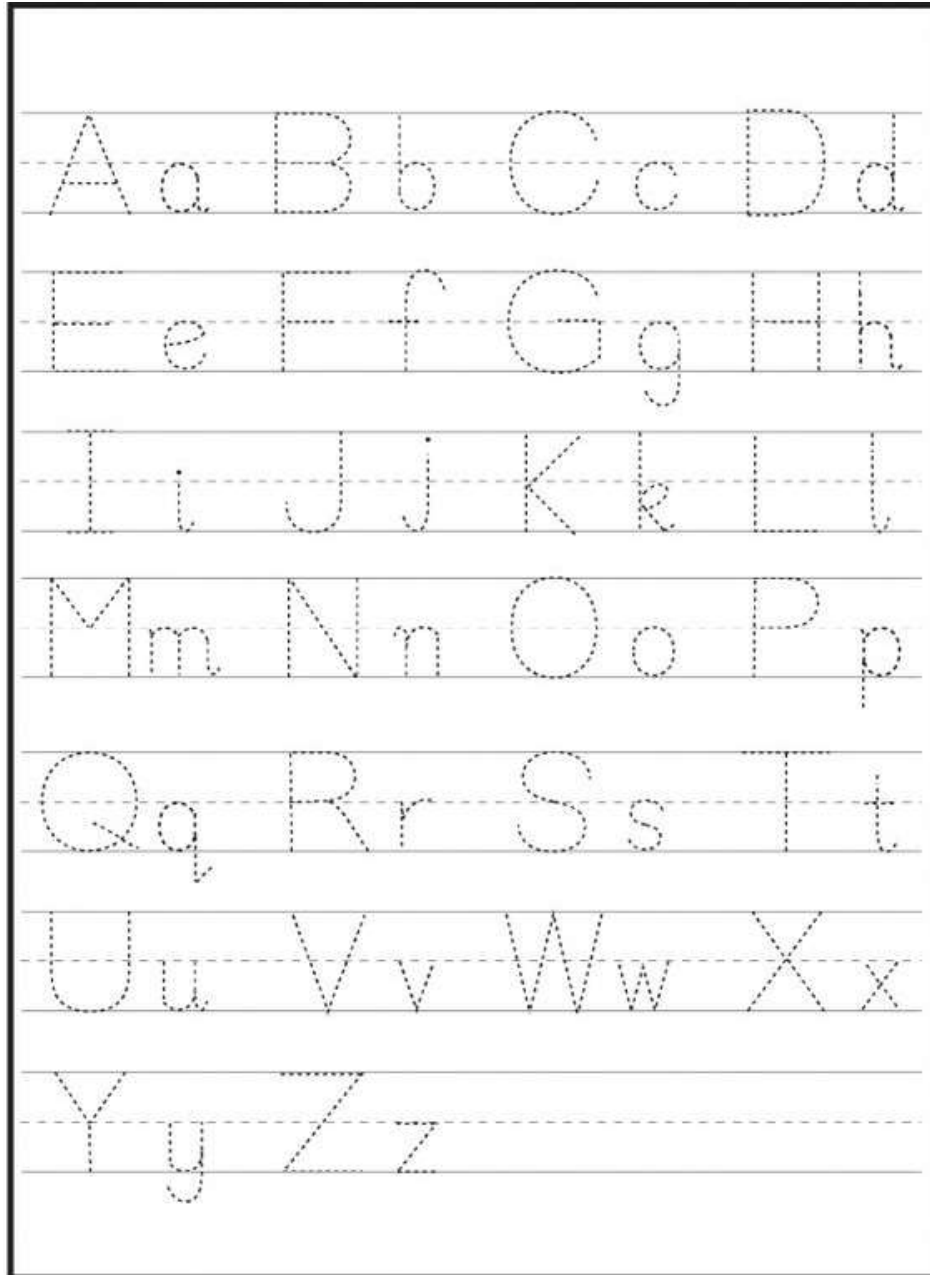 Aa Bb Cc Dd
Ee Ff Gg Hh
Ii Jj Kk Ll
Mm Nn Oo Pp
Qq Rr Ss Tt
Uu Vv Ww Xx
Yy Zz